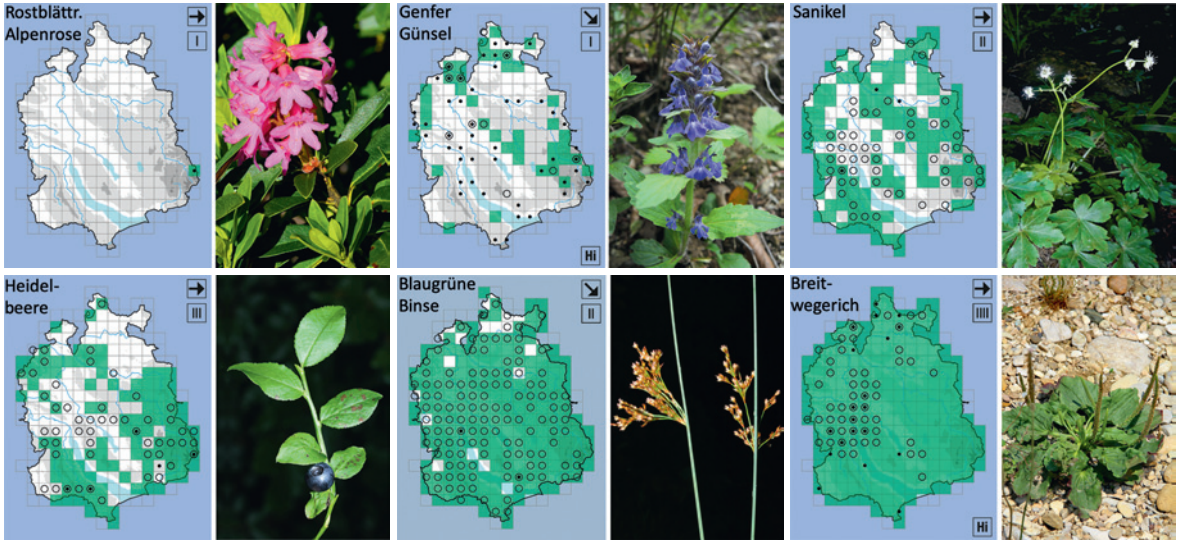 Rostblättr.
Alpenrose
→
I
Genfer
Günsel
↘
I
Hi
Sanikel
→
II
Heidel-
beere
→
III
Blaugrüne
Binse
↘
II
Breit-
wegerich
→
IIII
Hi